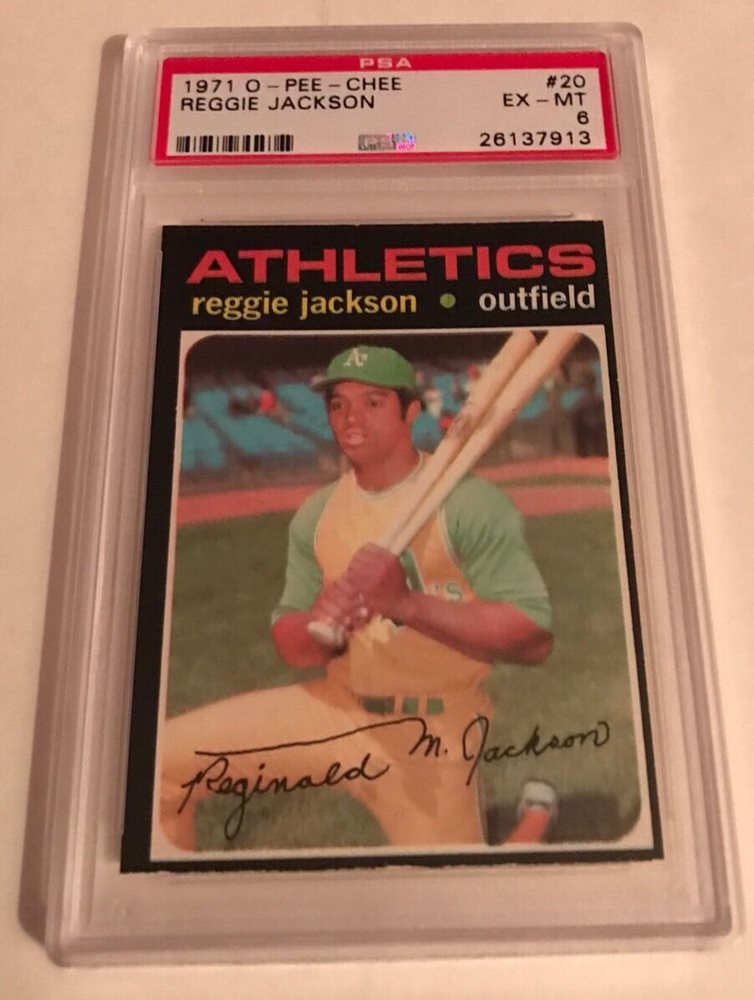 PSA
1971 O-PEE-CHEE #20
REGGIE JACKSON EX-MT
6
26137913
ATHLETICS
reggie jackson • outfield
A's
Reginald M. Jackson